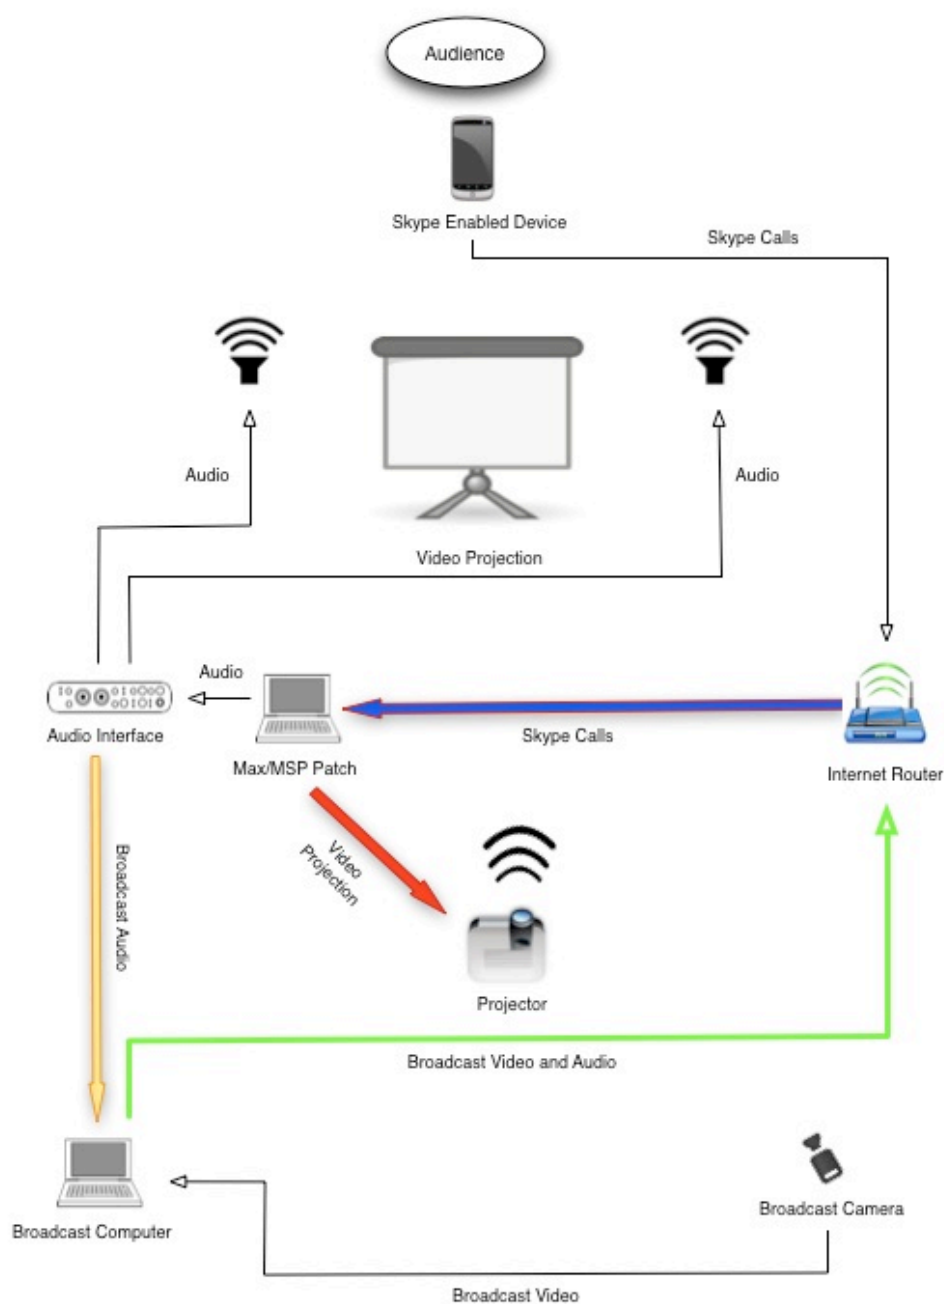 Audience
Skype Enabled Device
Skype Calls
Audio
Audio
Video Projection
Audio
Audio Interface
Max/MSP Patch
Skype Calls
Internet Router
Video
Projection
Broadcast Audio
Projector
Broadcast Video and Audio
Broadcast Computer
Broadcast Camera
Broadcast Video